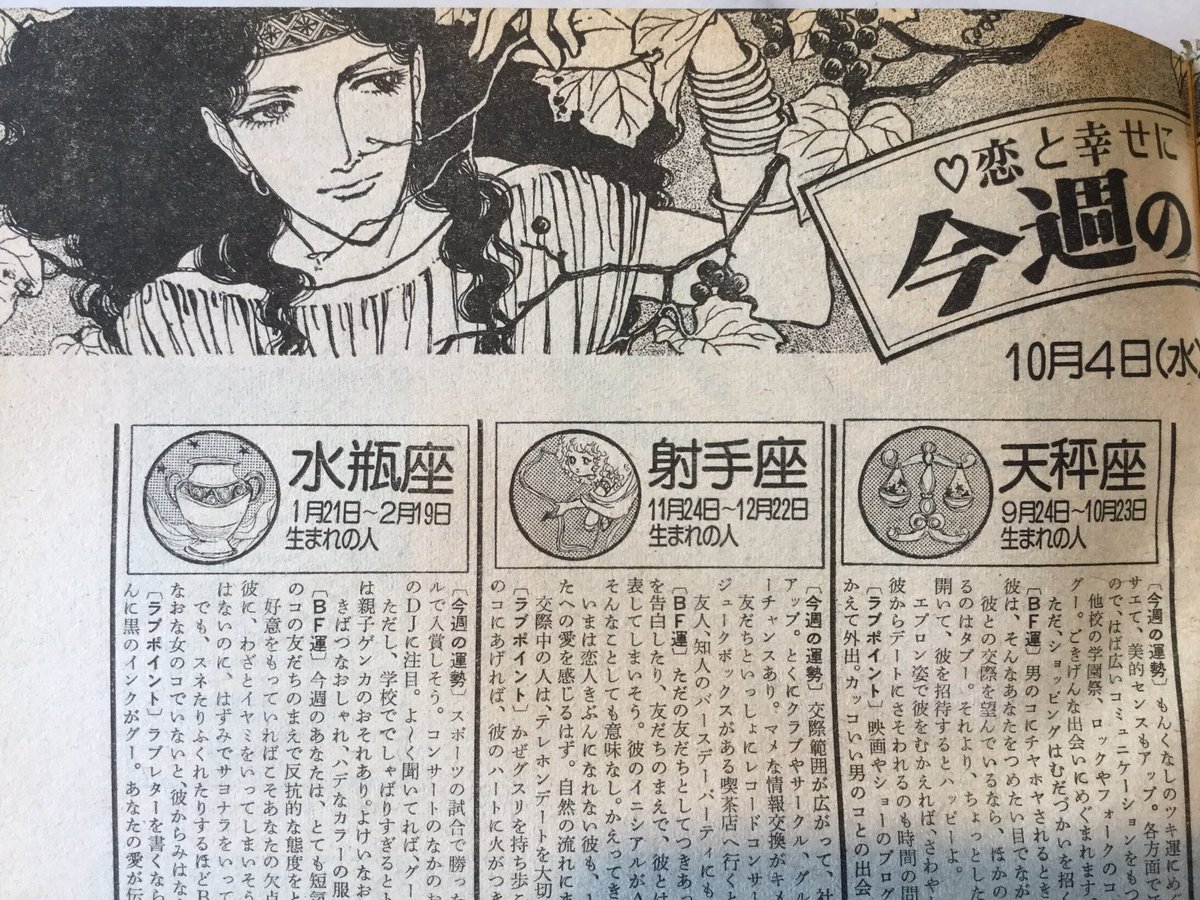 ♡恋と幸せに
今週の
10月4日(水)
天秤座
9月24日~10月23日
生まれの人
〔今週の運勢〕もんくなしのツキ運にめぐ
サエて、美的センスもアップ。各方面で
ので、はば広いコミュニケーションをもつ
他校の学園祭、ロックやフォークのコ
グー。ごきげんな出会いにめぐまれます。
ただ、ショッピングはむだづかいを招く
〔BF運〕男のコにチヤホヤされるとき
彼は、そんなあなたをつめたい目でなが
彼との交際を望んでいるなら、ほかの
るのはタブー。それより、ちょっとした
開いて、彼を招待するとハッピーよ。
エプロン姿で彼をむかえれば、さわや
彼からデートにさそわれるのも時間の問
〔ラブポイント〕映画やショーのプログ
かえて外出。カッコいい男のコとの出会
射手座
11月24日~12月22日
生まれの人
〔今週の運勢〕交際範囲が広がって、社
アップ。とくにクラブやサークル、グル
ーチャンスあり。マメな情報交換がキメ
友だちといっしょにレコードコンサー
ジュークボックスがある喫茶店へ行くと
友人、知人のバースデーパーティにも
〔BF運〕ただの友だちとしてつきあっ
を告白したり、友だちのまえで、彼とは
表してしまいそう。彼のイニシアルがA
そんなことしても意味なし。かえってき
いまは恋人きぶんになれない彼も、
たへの愛を感じるはず。自然の流れにま
交際中の人は、テレホンデートを大切
〔ラブポイント〕かぜグスリを持ち歩こ
のコにあげれば、彼のハートに火がつき
水瓶座
1月21日~2月19日
生まれの人
〔今週の運勢〕スポーツの試合で勝った
ルで入賞しそう。コンサートのなかのお
のDJに注目。よ~く聞いてれば、グー
ただし、学校でしゃばりすぎると
は親子ゲンカのおそれあり。よけいなお
きばつなおしゃれ、ハデなカラーの服
〔BF運〕今週のあなたは、とても短気
のコの友だちのまえで反抗的な態度をと
好意をもっていればこそあなたの欠点
彼に、わざとイヤミをいってしまいそう
はないのに、はずみでサヨナラをいって
でも、スネたりふくれたりするほどB
なおな女のコでいないと、彼からみはな
〔ラブポイント〕ラブレターを書くなら
んに黒のインクがグー。あなたの愛が伝